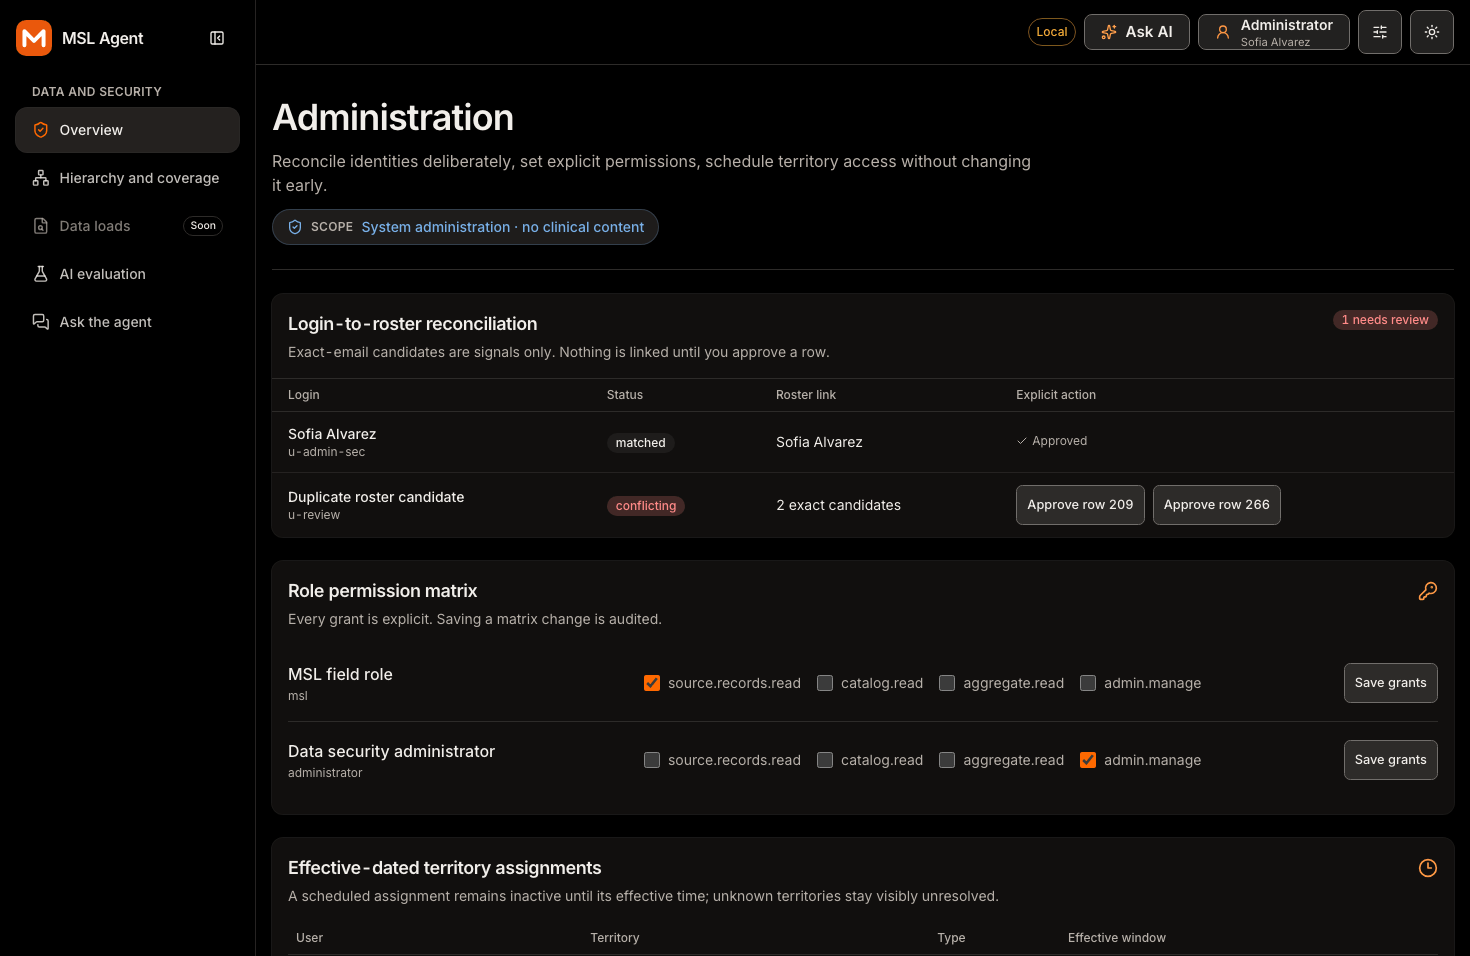 MSL Agent
Local
Ask AI
Administrator
Sofia Alvarez
DATA AND SECURITY
Overview
Hierarchy and coverage
Data loads
Soon
AI evaluation
Ask the agent
Administration
Reconcile identities deliberately, set explicit permissions, schedule territory access without changing
it early.
SCOPE System administration · no clinical content
Login-to-roster reconciliation
1 needs review
Exact-email candidates are signals only. Nothing is linked until you approve a row.
Login Status Roster link Explicit action
Sofia Alvarez
u-admin-sec
matched
Sofia Alvarez
Approved
Duplicate roster candidate
u-review
conflicting
2 exact candidates
Approve row 209
Approve row 266
Role permission matrix
Every grant is explicit. Saving a matrix change is audited.
MSL field role
msl
source.records.read catalog.read aggregate.read admin.manage
Save grants
Data security administrator
administrator
source.records.read catalog.read aggregate.read admin.manage
Save grants
Effective-dated territory assignments
A scheduled assignment remains inactive until its effective time; unknown territories stay visibly unresolved.
User Territory Type Effective window